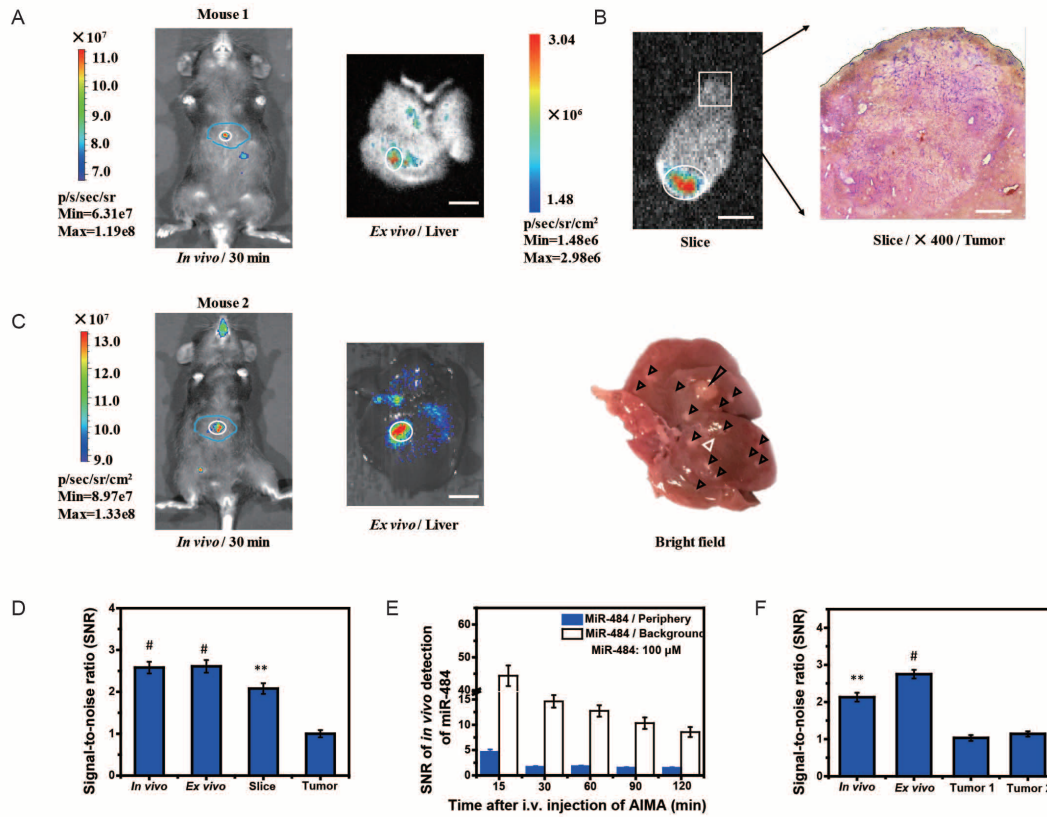 A
Mouse 1
×10⁷
11.0
10.0
9.0
8.0
7.0
p/s/sec/sr
Min=6.31e7
Max=1.19e8
In vivo / 30 min
Ex vivo / Liver
3.04
×10⁶
1.48
p/sec/sr/cm²
Min=1.48e6
Max=2.98e6
B
Slice
Slice / × 400 / Tumor
C
Mouse 2
×10⁷
13.0
12.0
11.0
10.0
9.0
p/sec/sr/cm²
Min=8.97e7
Max=1.33e8
In vivo / 30 min
Ex vivo / Liver
Bright field
D
Signal-to-noise ratio (SNR)
4
3
2
1
0
#
#
**
In vivo
Ex vivo
Slice
Tumor
E
SNR of in vivo detection
of miR-484
60
50
40
15
10
5
0
MiR-484 / Periphery
MiR-484 / Background
MiR-484: 100 μM
15
30
60
90
120
Time after i.v. injection of AIMA (min)
F
Signal-to-noise ratio (SNR)
4
3
2
1
0
**
#
In vivo
Ex vivo
Tumor 1
Tumor 2